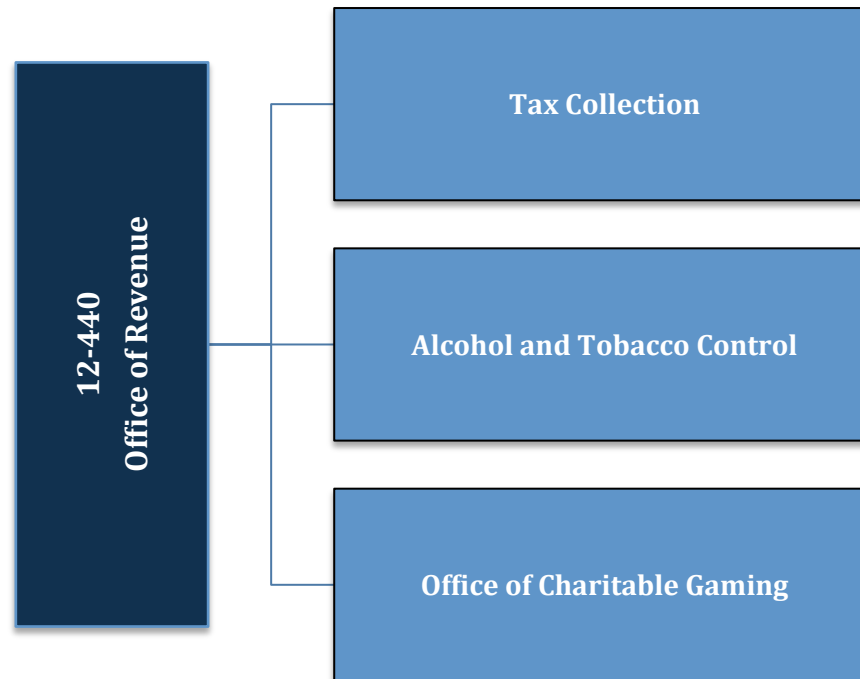 12-440
Office of Revenue
Tax Collection
Alcohol and Tobacco Control
Office of Charitable Gaming